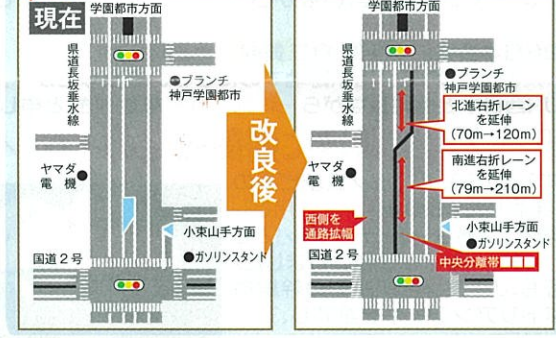 現在
学園都市方面
県道長坂垂水線
●ブランチ
神戸学園都市
ヤマダ●
電機
小束山手方面
●ガソリンスタンド
国道2号
改良後
学園都市方面
県道長坂垂水線
●ブランチ
神戸学園都市
北進右折レーン
を延伸
(70m→120m)
ヤマダ●
電機
南進右折レーン
を延伸
(79m→210m)
西側を
通路拡幅
小束山手方面
●ガソリンスタンド
国道2号
中央分離帯■■■